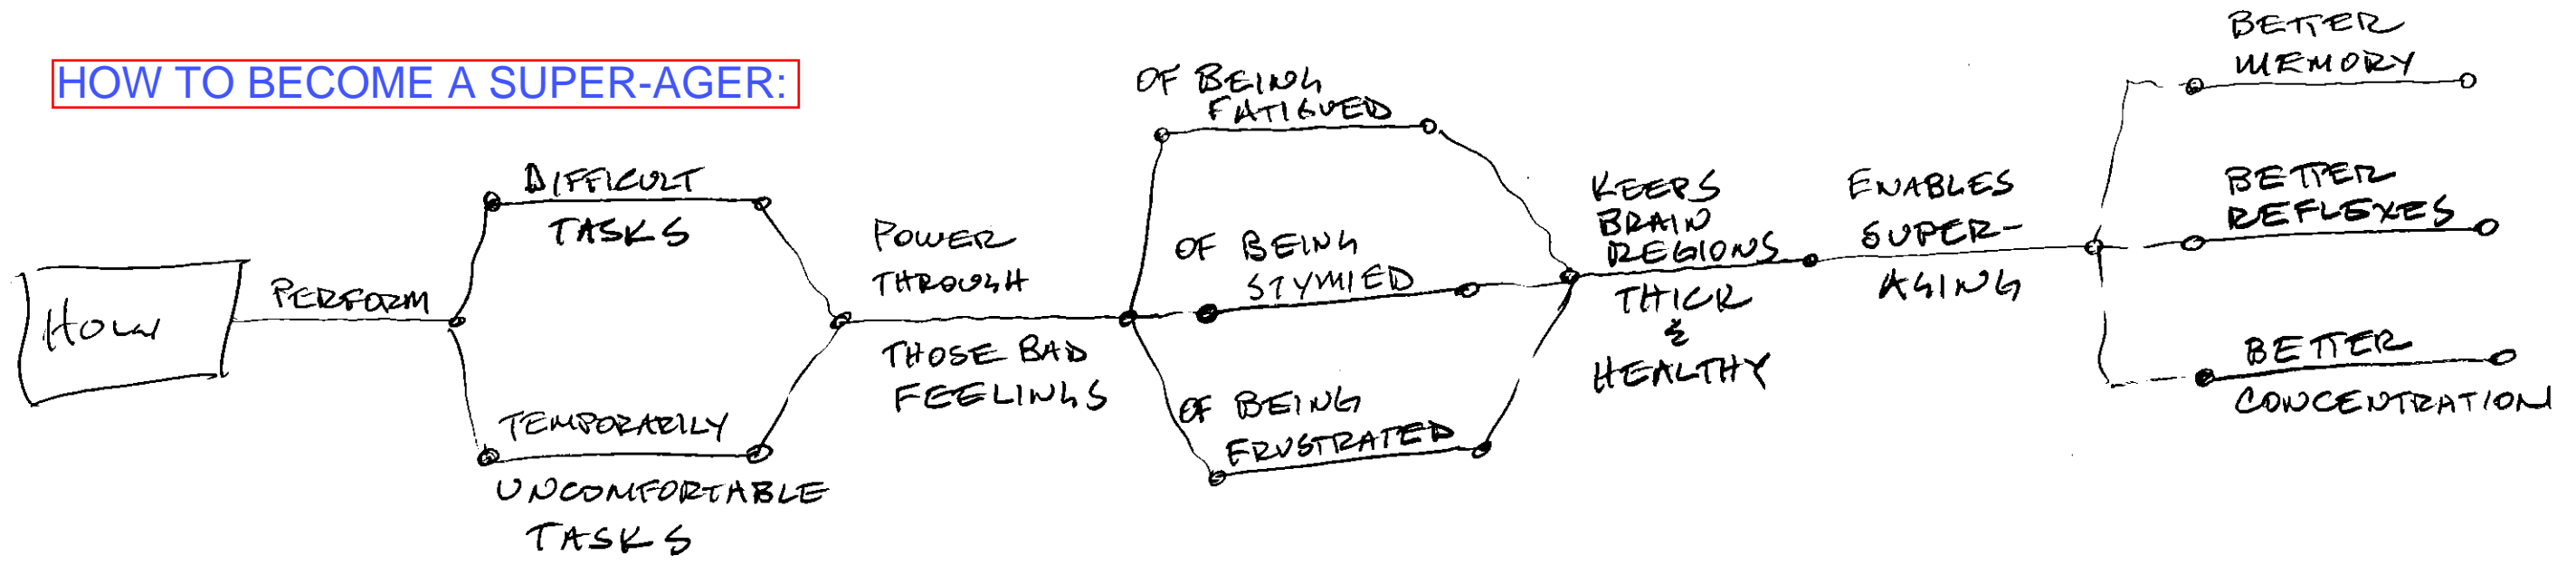 HOW TO BECOME A SUPER-AGER:
HOW
PERFORM
DIFFICULT
TASKS
TEMPORARILY
UNCOMFORTABLE
TASKS
POWER
THROUGH
THOSE BAD
FEELINGS
OF BEING
FATIGUED
OF BEING
STYMIED
OF BEING
FRUSTRATED
KEEPS
BRAIN
REGIONS
THICK
&
HEALTHY
ENABLES
SUPER-
AGING
BETTER
MEMORY
BETTER
REFLEXES
BETTER
CONCENTRATION